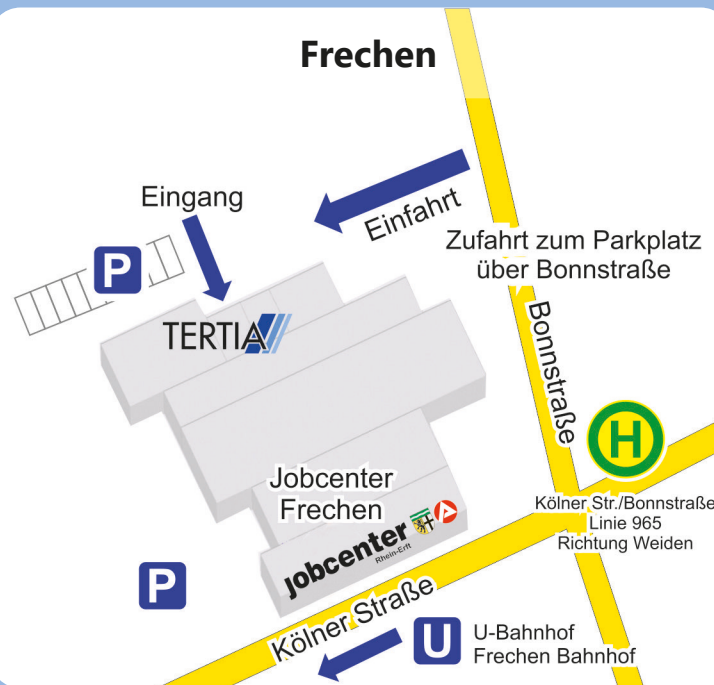 Frechen
Eingang
Einfahrt
P
Zufahrt zum Parkplatz
über Bonnstraße
TERTIA
Bonnstraße
H
Kölner Str./Bonnstraße
Linie 965
Richtung Weiden
Jobcenter
Frechen
jobcenter
Rhein-Erft
P
Kölner Straße
U
U-Bahnhof
Frechen Bahnhof